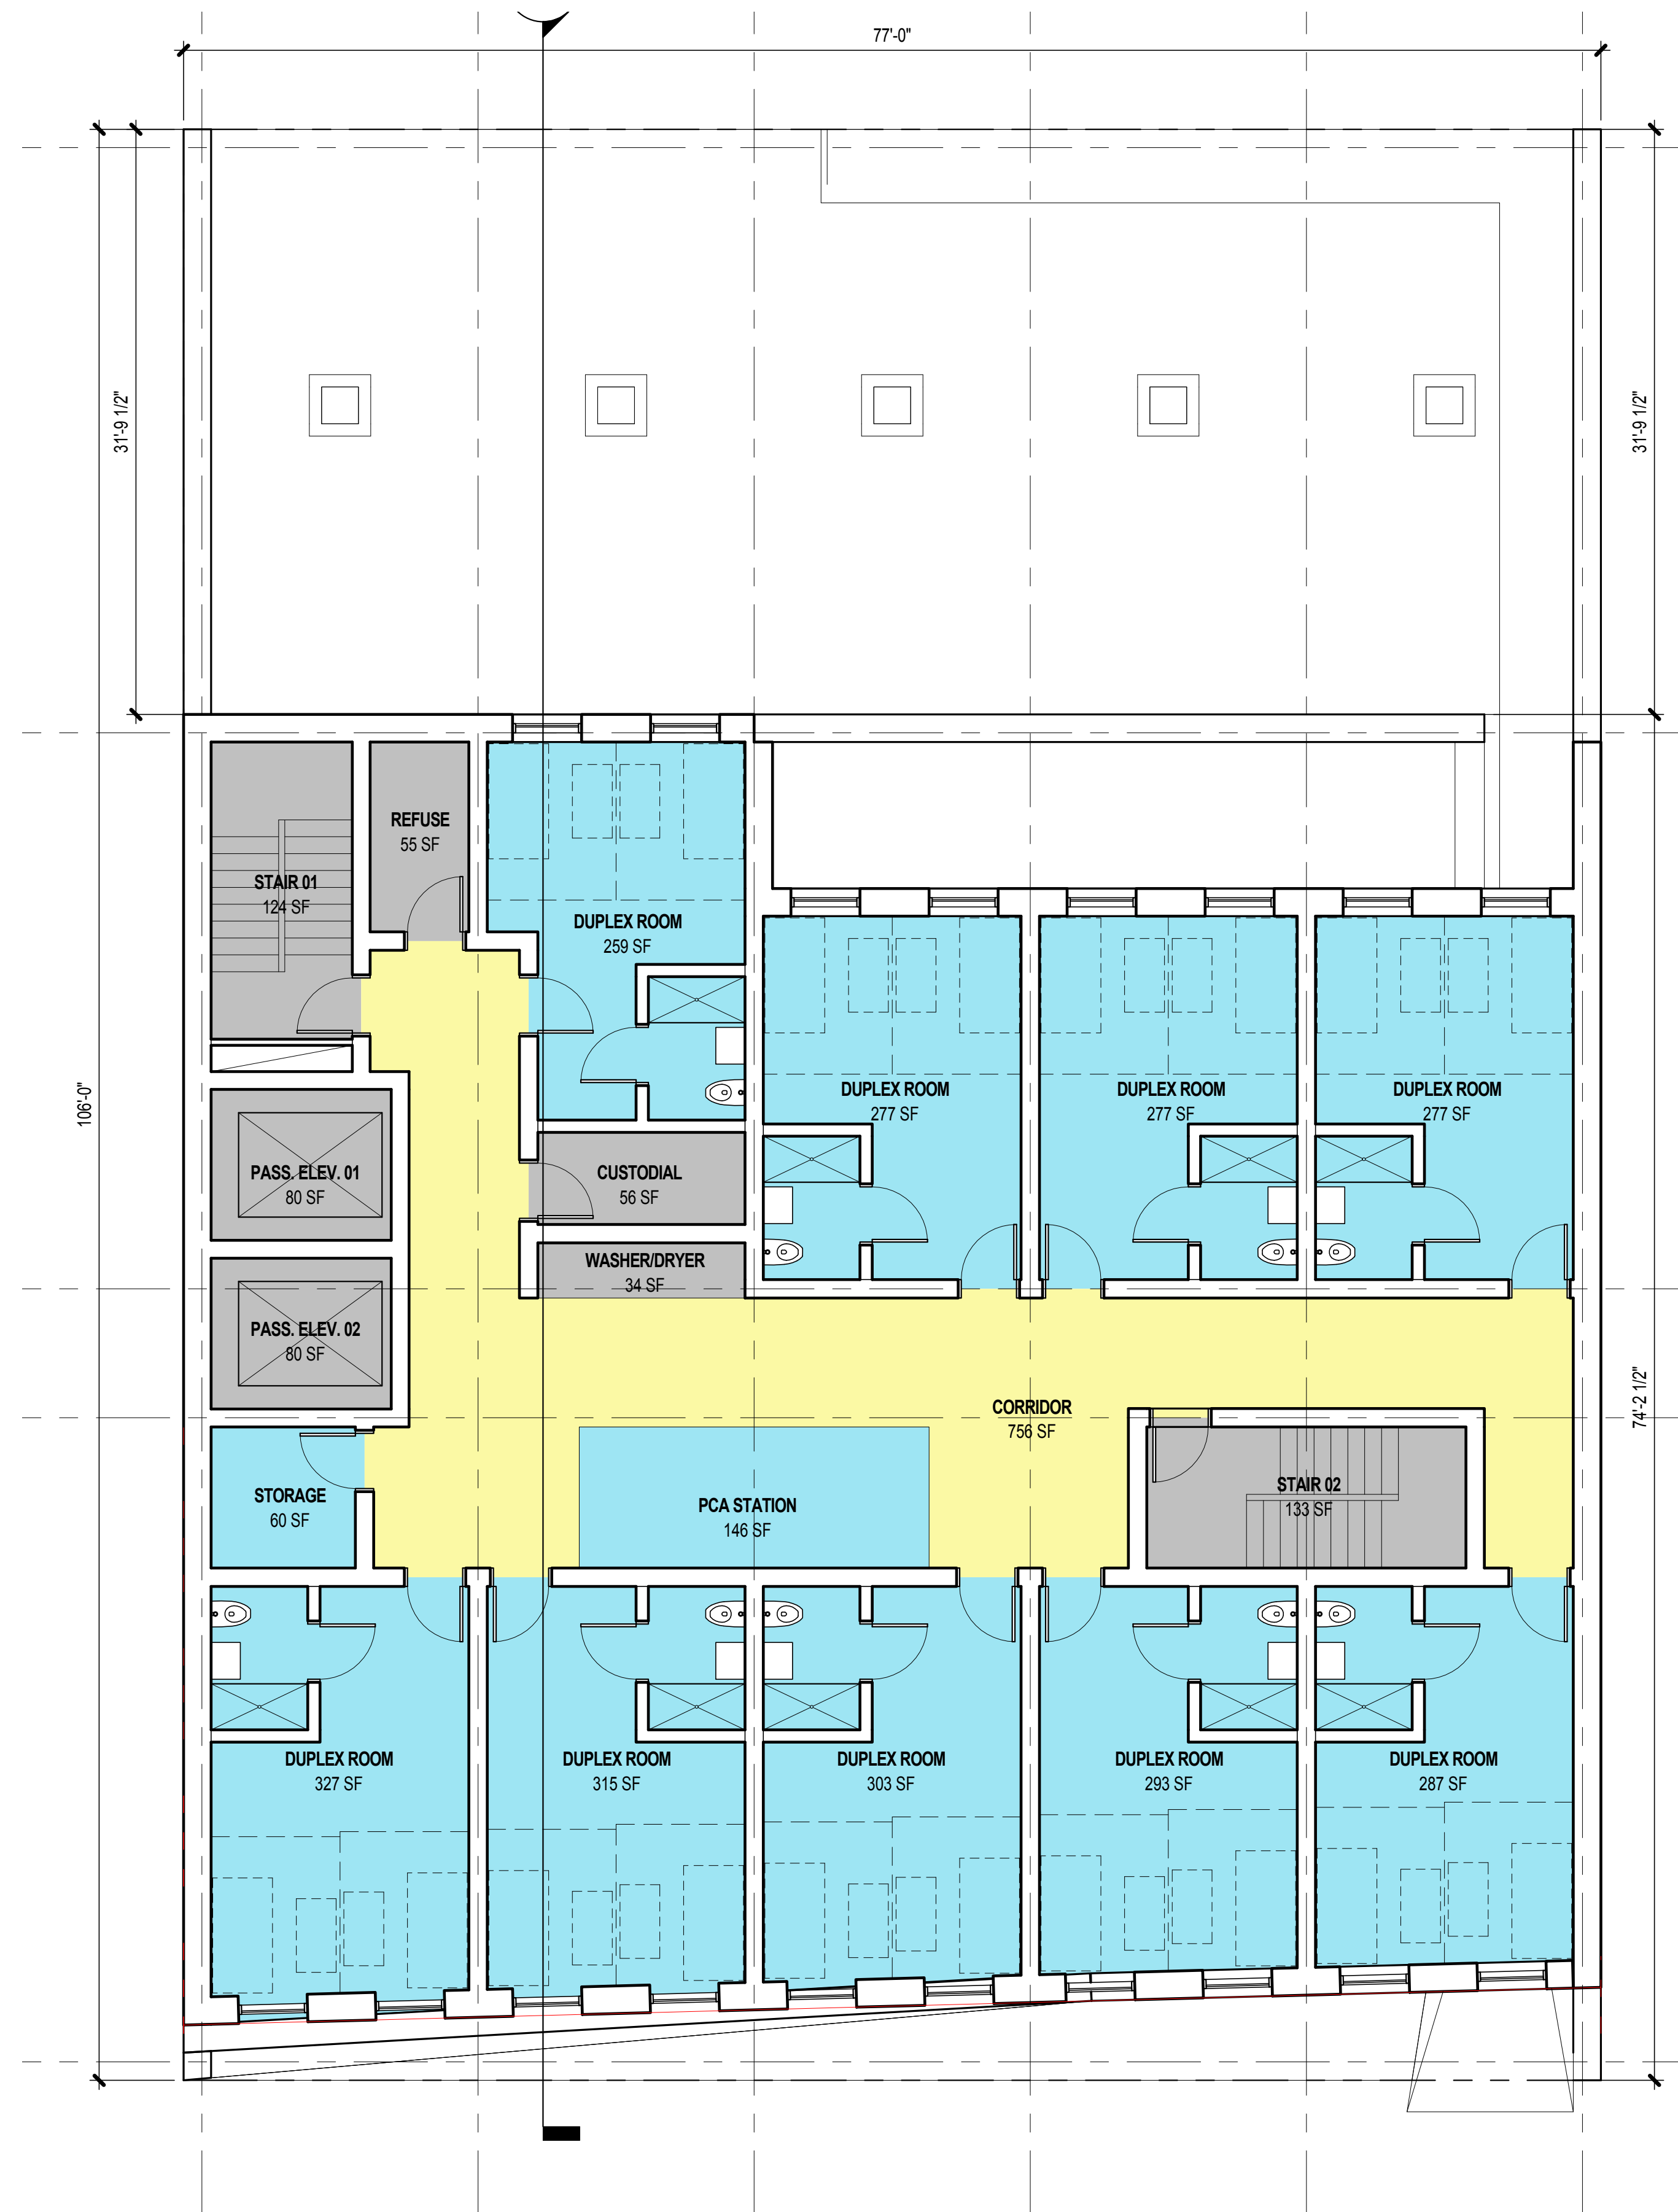 77'-0"
31'-9 1/2"
31'-9 1/2"
106'-0"
74'-2 1/2"
REFUSE
55 SF
STAIR 01
124 SF
DUPLEX ROOM
259 SF
DUPLEX ROOM
277 SF
DUPLEX ROOM
277 SF
DUPLEX ROOM
277 SF
PASS. ELEV. 01
80 SF
CUSTODIAL
56 SF
WASHER/DRYER
34 SF
PASS. ELEV. 02
80 SF
CORRIDOR
756 SF
STORAGE
60 SF
PCA STATION
146 SF
STAIR 02
133 SF
DUPLEX ROOM
327 SF
DUPLEX ROOM
315 SF
DUPLEX ROOM
303 SF
DUPLEX ROOM
293 SF
DUPLEX ROOM
287 SF